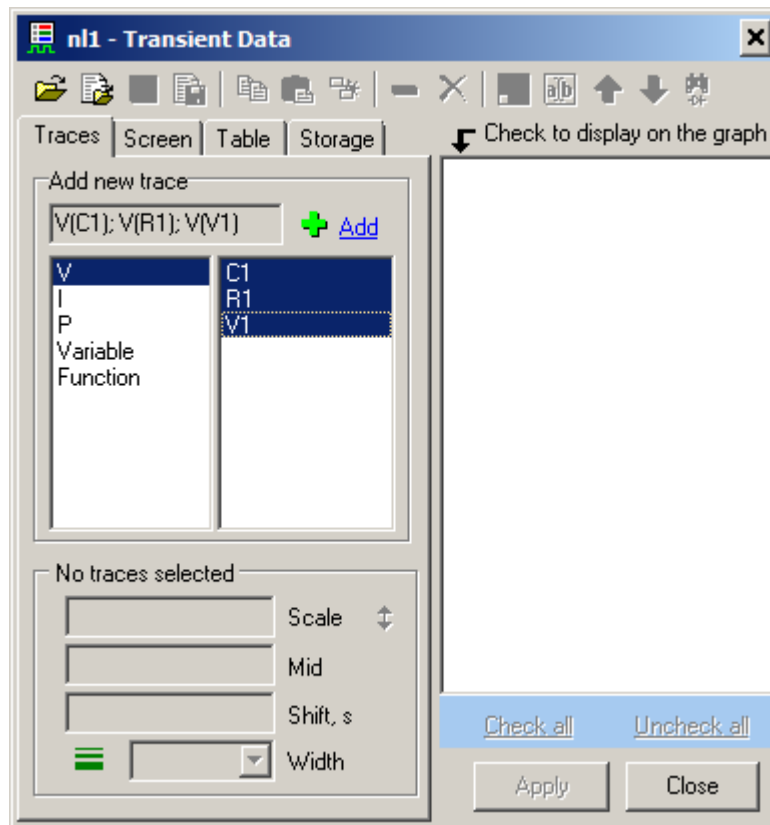 nl1 - Transient Data
Traces Screen Table Storage
Check to display on the graph
Add new trace
V(C1); V(R1); V(V1) Add
V
I
P
Variable
Function
C1
R1
V1
No traces selected
Scale
Mid
Shift, s
Width
Check all Uncheck all
Apply Close